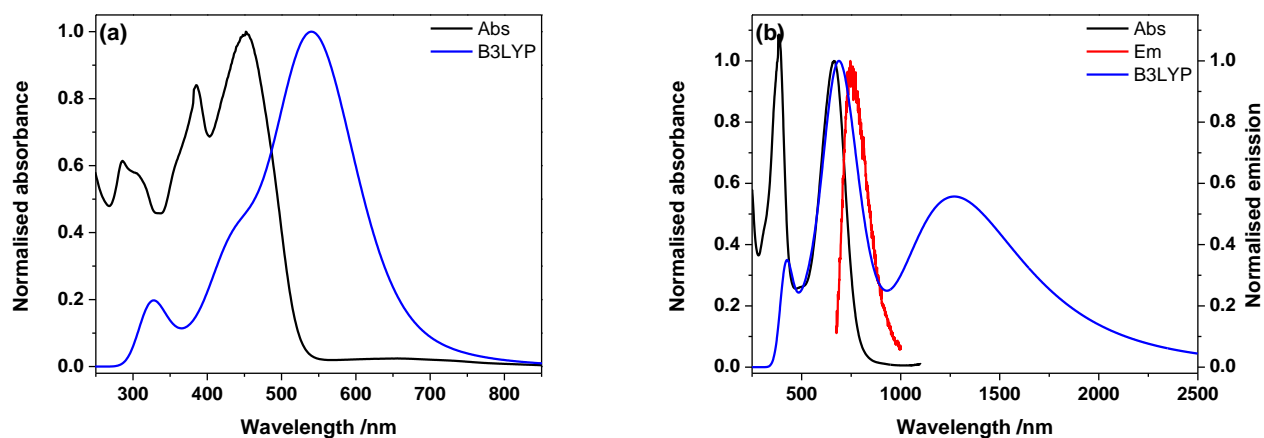 (a)
Abs
B3LYP
Normalised absorbance
1.0
0.8
0.6
0.4
0.2
0.0
300 400 500 600 700 800
Wavelength /nm
(b)
Abs
Em
B3LYP
Normalised absorbance
1.0
0.8
0.6
0.4
0.2
0.0
500 1000 1500 2000 2500
Wavelength /nm
1.0
0.8
0.6
0.4
0.2
0.0
Normalised emission